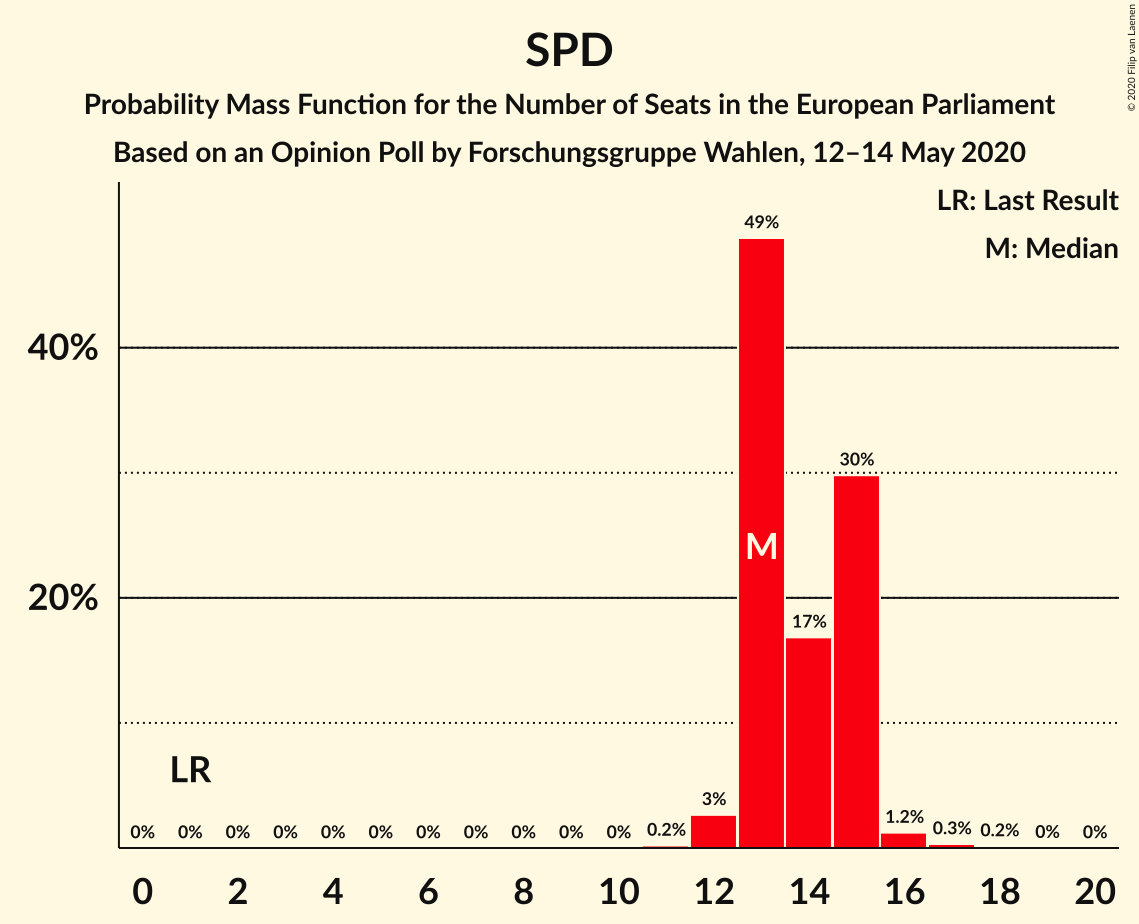 SPD
Probability Mass Function for the Number of Seats in the European Parliament
Based on an Opinion Poll by Forschungsgruppe Wahlen, 12–14 May 2020
© 2020 Filip van Laenen
LR: Last Result
M: Median
49%
40%
30%
M
20%
17%
LR
3%
0% 0% 0% 0% 0% 0% 0% 0% 0% 0% 0% 0.2% 1.2% 0.3% 0.2% 0% 0%
0 2 4 6 8 10 12 14 16 18 20